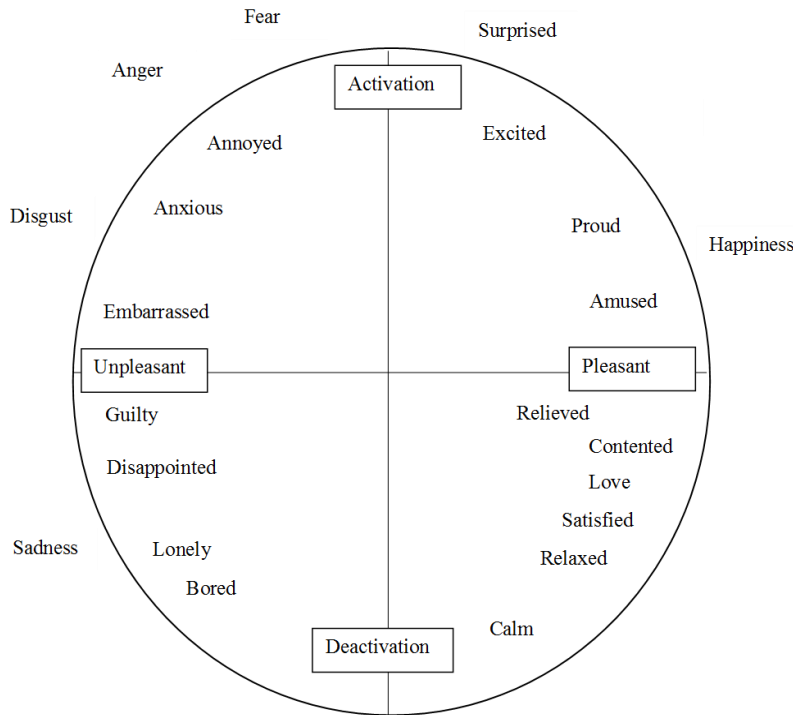 Fear
Surprised
Anger
Activation
Excited
Annoyed
Anxious
Disgust
Proud
Happiness
Amused
Embarrassed
Unpleasant
Pleasant
Guilty
Relieved
Contented
Disappointed
Love
Satisfied
Sadness
Lonely
Relaxed
Bored
Calm
Deactivation